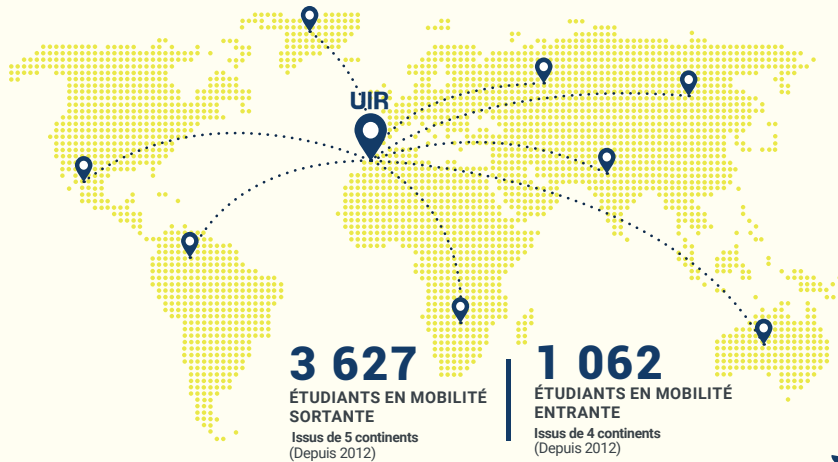 UIR
3 627
ÉTUDIANTS EN MOBILITÉ
SORTANTE
Issus de 5 continents
(Depuis 2012)
1 062
ÉTUDIANTS EN MOBILITÉ
ENTRANTE
Issus de 4 continents
(Depuis 2012)